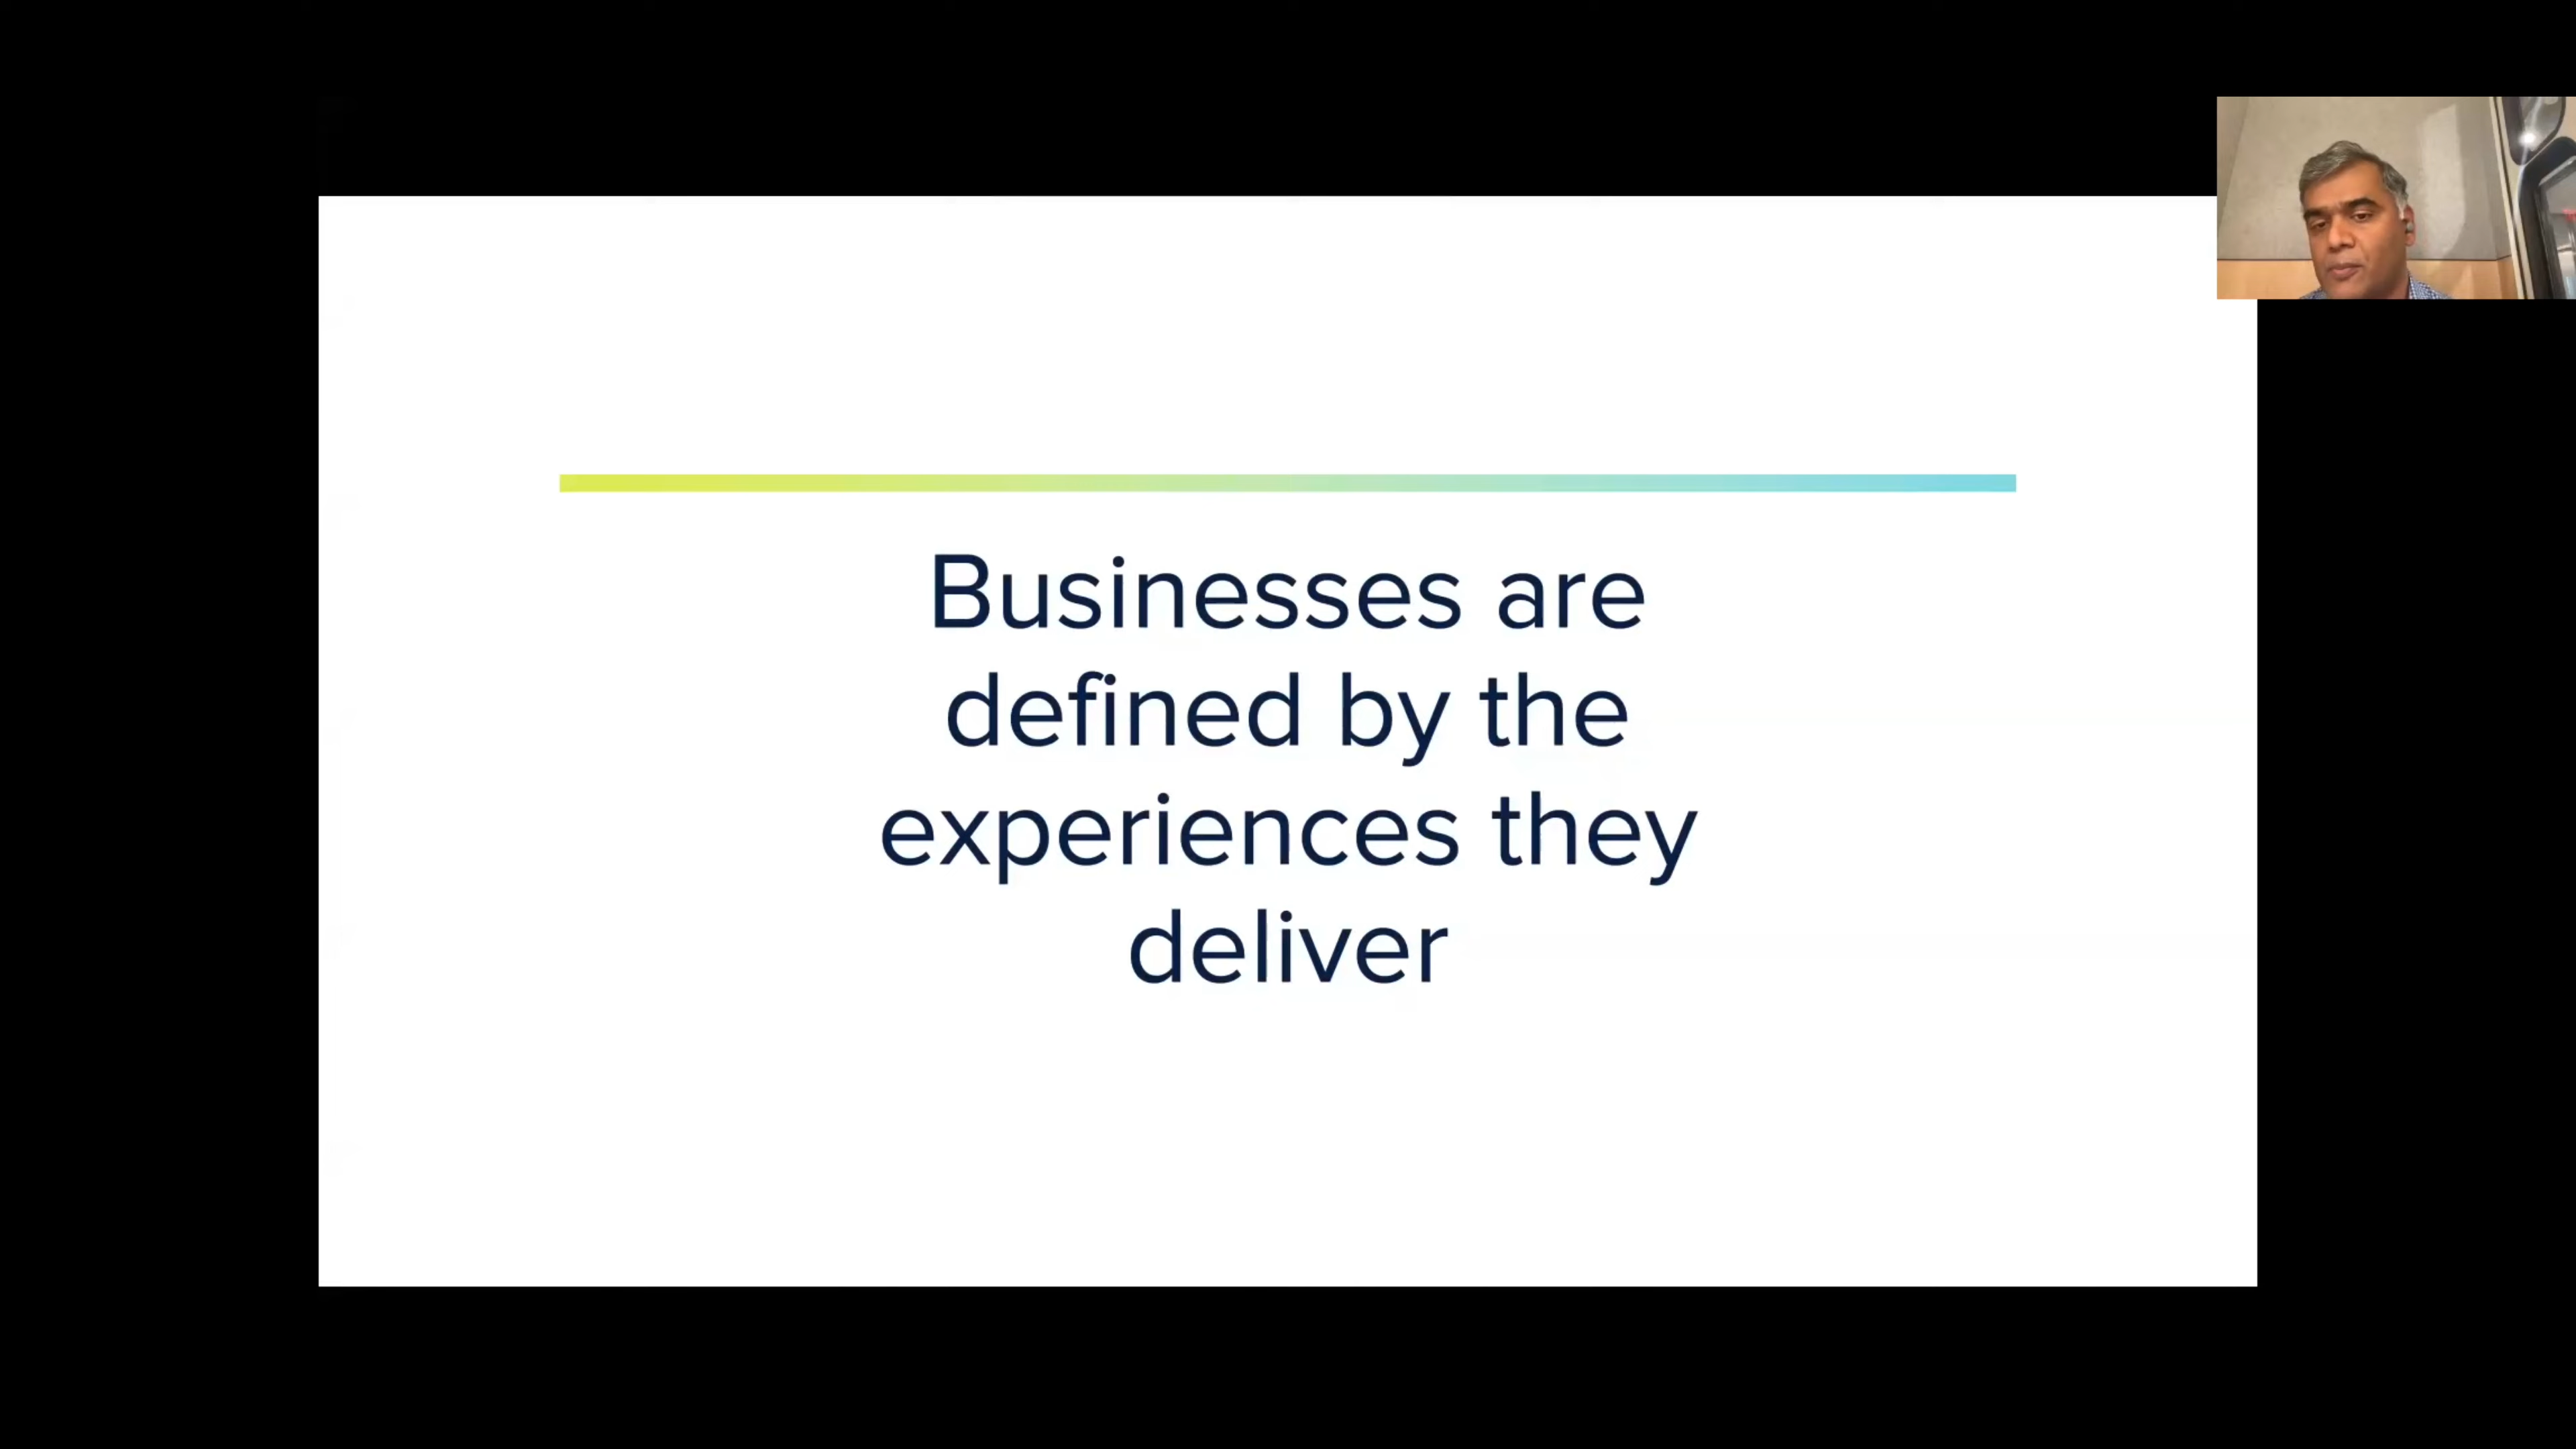 Businesses are
defined by the
experiences they
deliver